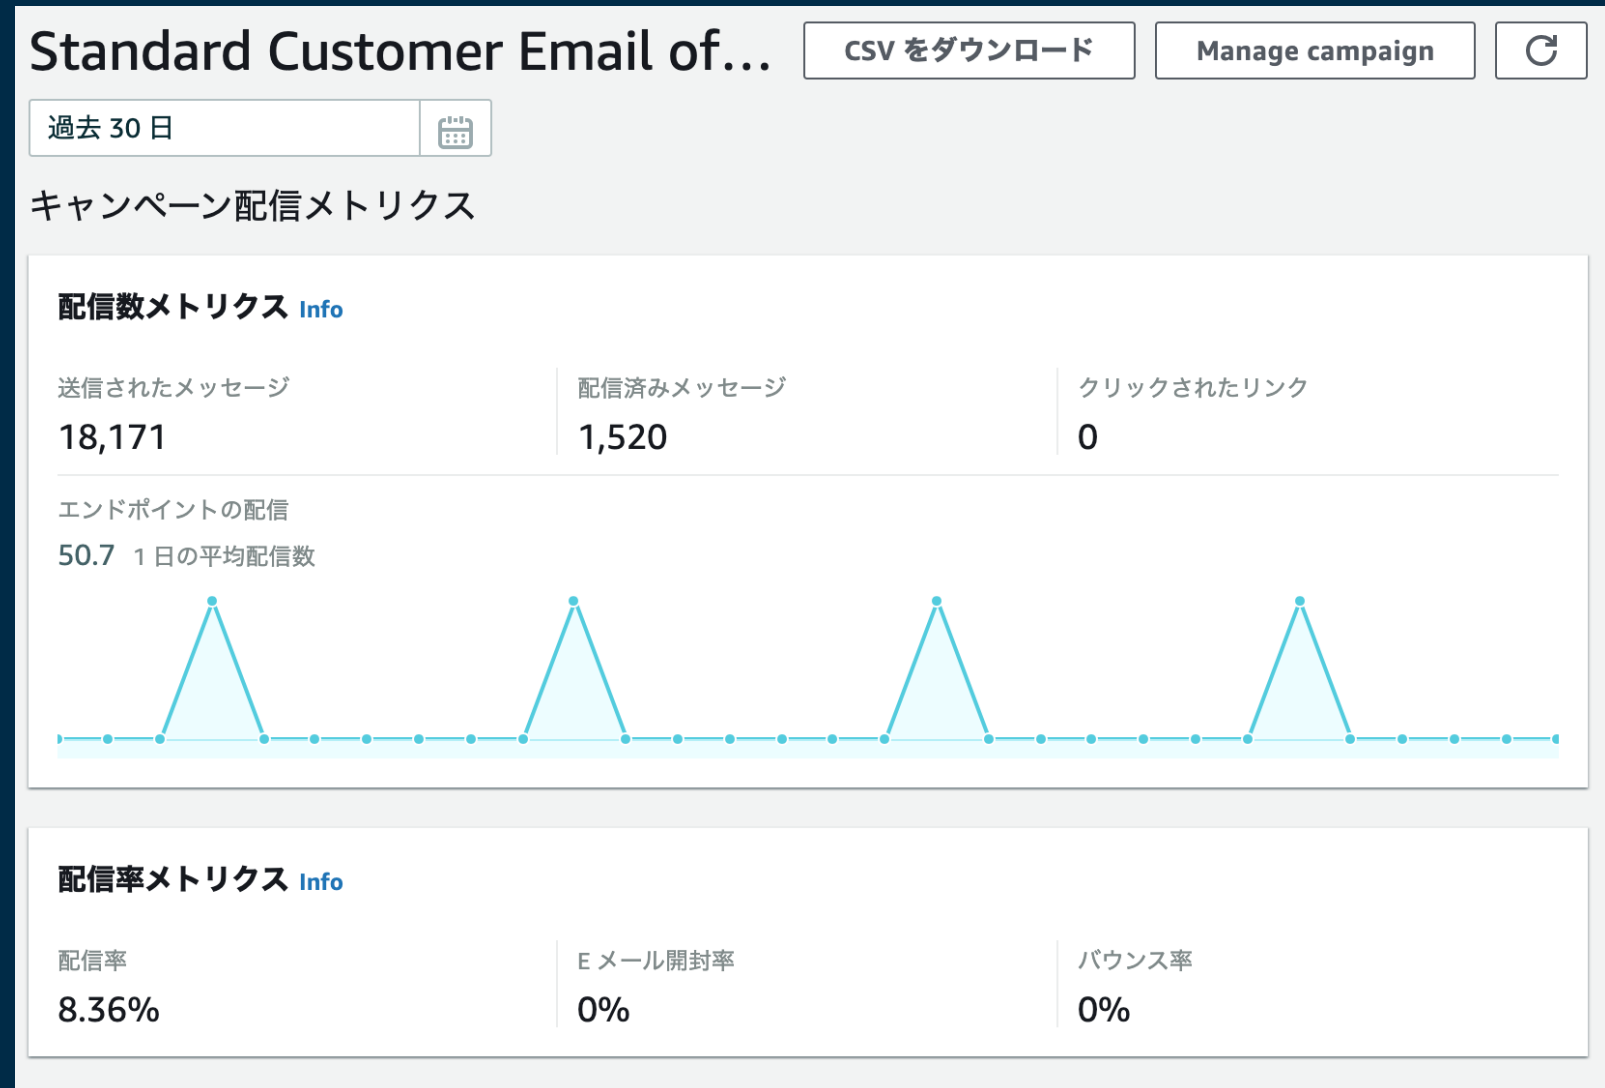 Standard Customer Email of...
CSV をダウンロード
Manage campaign
過去 30 日
キャンペーン配信メトリクス
配信数メトリクス Info
送信されたメッセージ
18,171
配信済みメッセージ
1,520
クリックされたリンク
0
エンドポイントの配信
50.7 1 日の平均配信数
配信率メトリクス Info
配信率
8.36%
E メール開封率
0%
バウンス率
0%